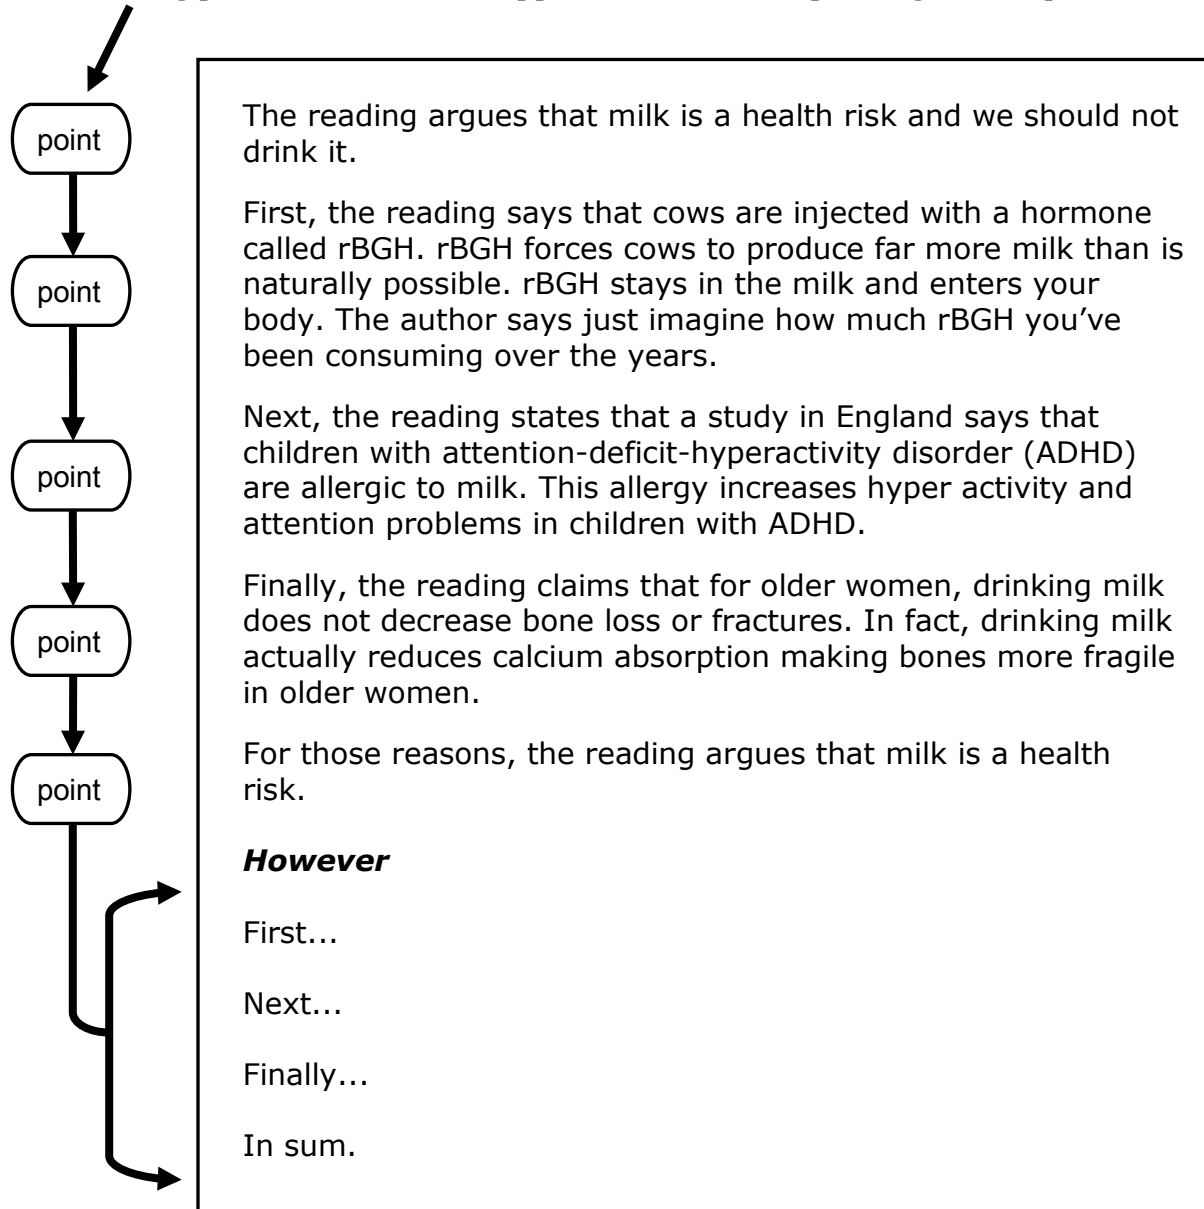 point
point
point
point
point
The reading argues that milk is a health risk and we should not
drink it.
First, the reading says that cows are injected with a hormone
called rBGH. rBGH forces cows to produce far more milk than is
naturally possible. rBGH stays in the milk and enters your
body. The author says just imagine how much rBGH you’ve
been consuming over the years.
Next, the reading states that a study in England says that
children with attention-deficit-hyperactivity disorder (ADHD)
are allergic to milk. This allergy increases hyper activity and
attention problems in children with ADHD.
Finally, the reading claims that for older women, drinking milk
does not decrease bone loss or fractures. In fact, drinking milk
actually reduces calcium absorption making bones more fragile
in older women.
For those reasons, the reading argues that milk is a health
risk.
However
First...
Next...
Finally...
In sum.